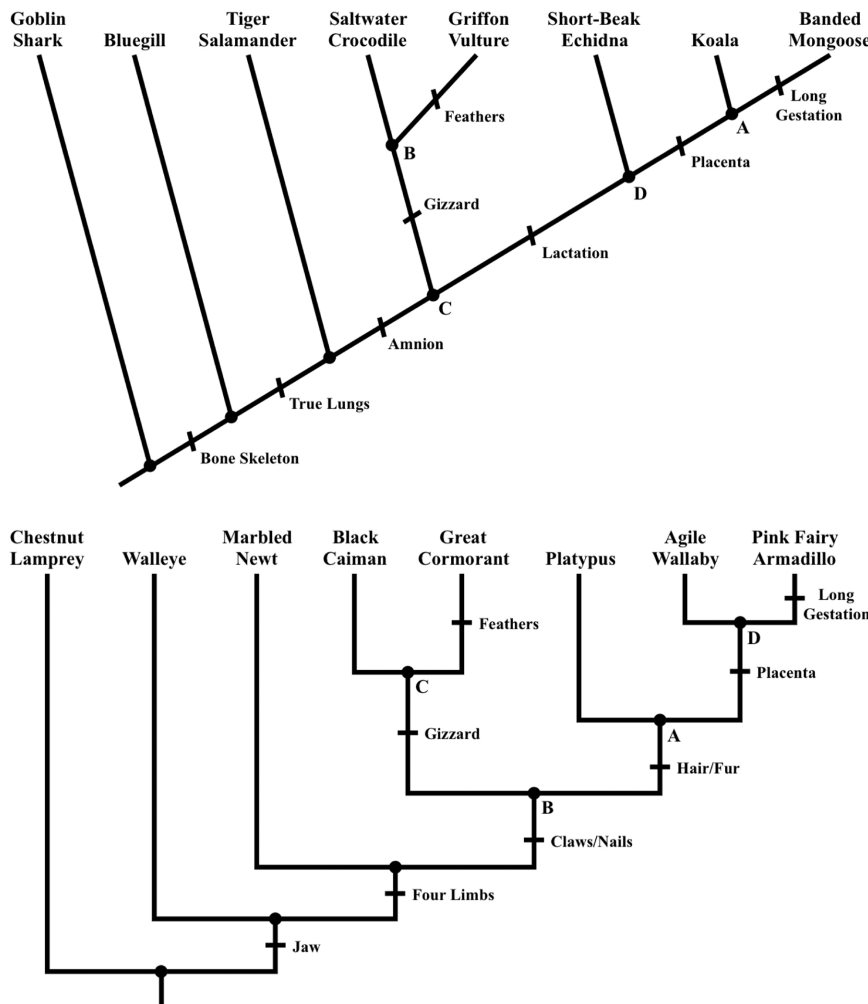 Goblin
Shark
Bluegill
Tiger
Salamander
Saltwater
Crocodile
Griffon
Vulture
Short-Beak
Echidna
Koala
Banded
Mongoose
Feathers
Long
Gestation
A
B
Placenta
D
Gizzard
Lactation
C
Amnion
True Lungs
Bone Skeleton
Chestnut
Lamprey
Walleye
Marbled
Newt
Black
Caiman
Great
Cormorant
Platypus
Agile
Wallaby
Pink Fairy
Armadillo
Long
Gestation
Feathers
D
Placenta
C
Gizzard
A
Hair/Fur
B
Claws/Nails
Four Limbs
Jaw